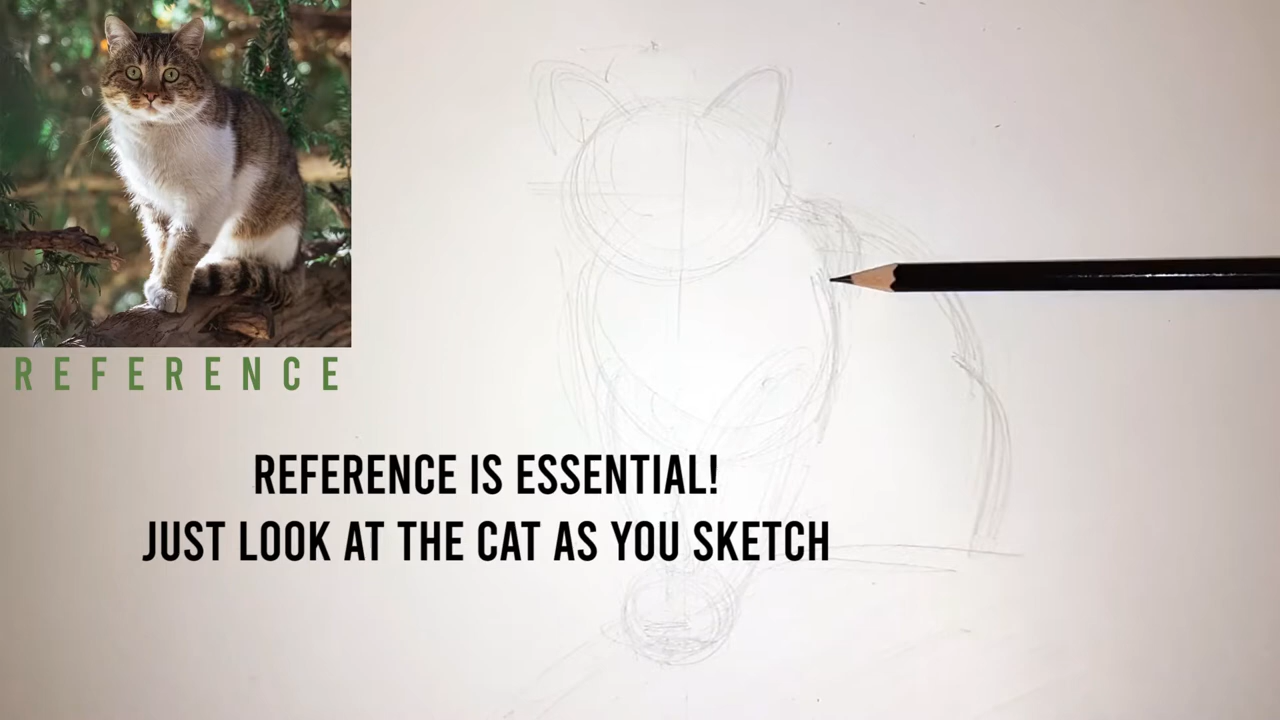 REFERENCE
REFERENCE IS ESSENTIAL!
JUST LOOK AT THE CAT AS YOU SKETCH